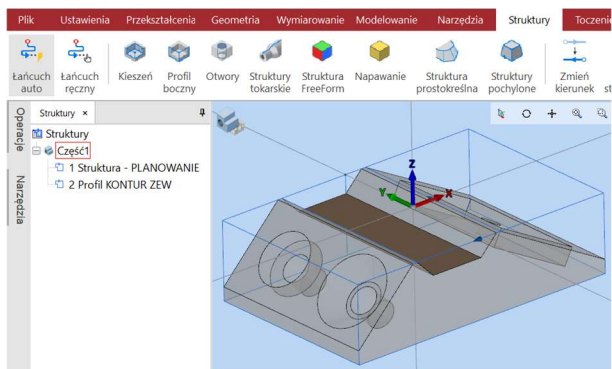 Plik Ustawienia Przekształcenia Geometria Wymiarowanie Modelowanie Narzędzia Struktury Toczenie
Łańcuch auto
Łańcuch ręczny
Kieszeń
Profil boczny
Otwory
Struktury tokarskie
Struktura FreeForm
Napawanie
Struktura prostokreślna
Struktury pochylone
Zmień kierunek
st
Operacje
Narzędzia
Struktury ×
Struktury
Część1
1 Struktura - PLANOWANIE
2 Profil KONTUR ZEW
Z
Y
X